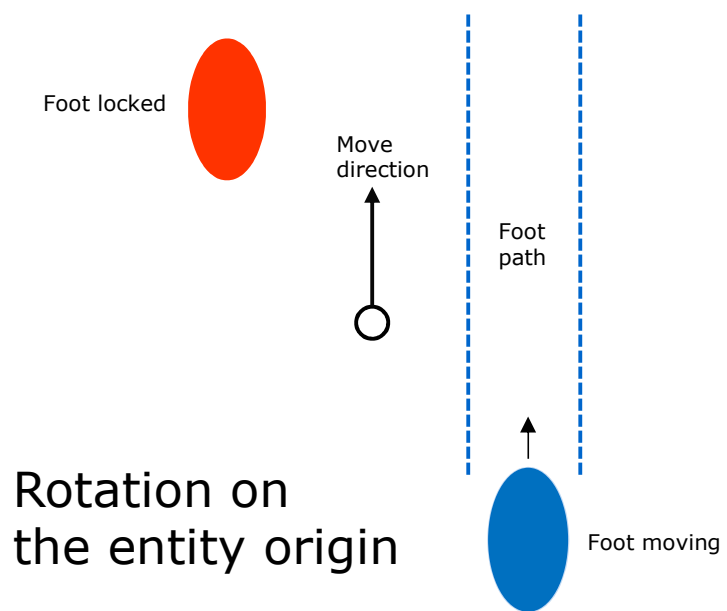 Foot locked
Move
direction
Foot
path
Rotation on
the entity origin
Foot moving